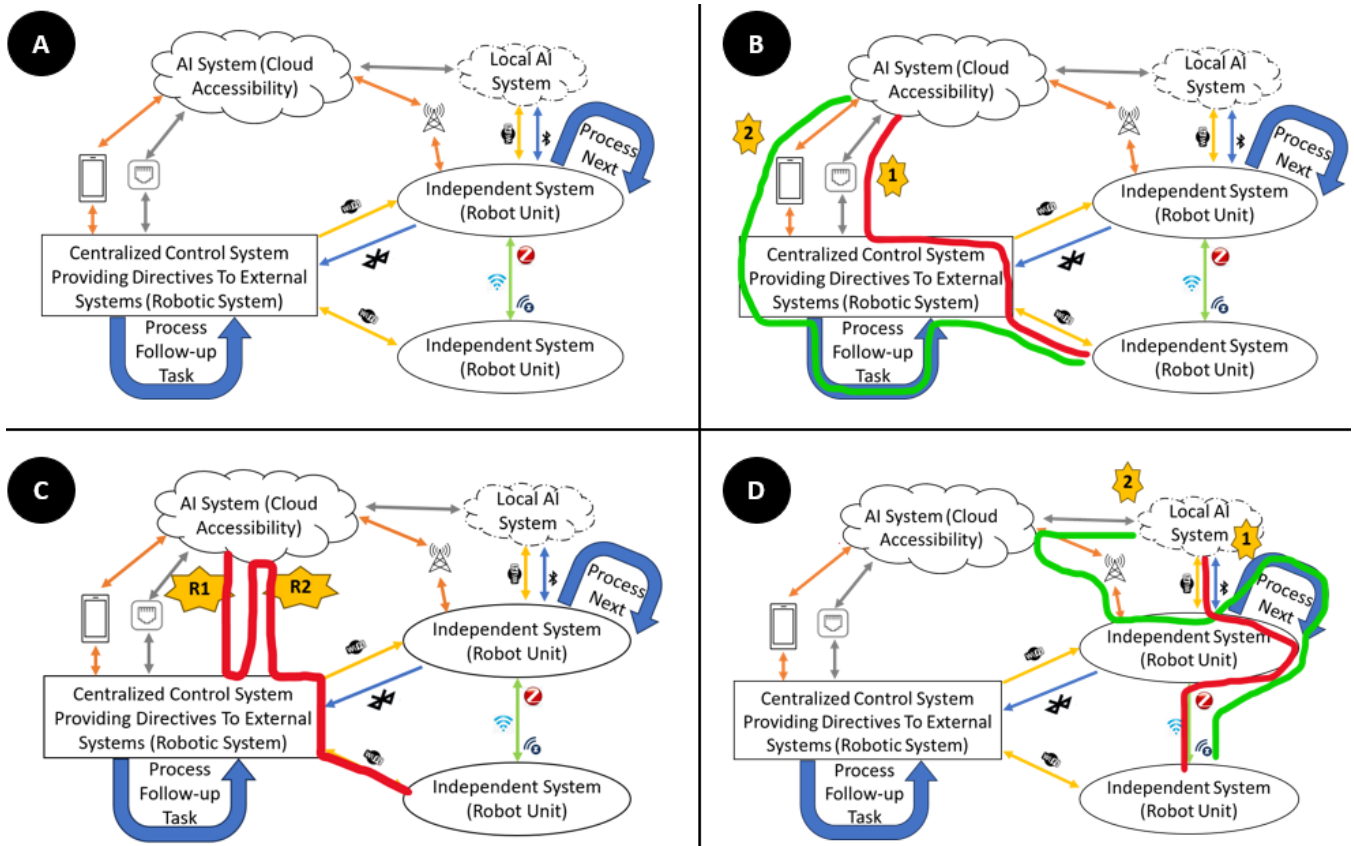 A
AI System (Cloud
Accessibility)
Local AI
System
Process
Next
Independent System
(Robot Unit)
Centralized Control System
Providing Directives To External
Systems (Robotic System)
Process
Follow-up
Task
Independent System
(Robot Unit)
B
AI System (Cloud
Accessibility)
Local AI
System
2
1
Process
Next
Independent System
(Robot Unit)
Centralized Control System
Providing Directives To External
Systems (Robotic System)
Process
Follow-up
Task
Independent System
(Robot Unit)
C
AI System (Cloud
Accessibility)
Local AI
System
R1
R2
Process
Next
Independent System
(Robot Unit)
Centralized Control System
Providing Directives To External
Systems (Robotic System)
Process
Follow-up
Task
Independent System
(Robot Unit)
D
2
AI System (Cloud
Accessibility)
Local AI
System
1
Process
Next
Independent System
(Robot Unit)
Centralized Control System
Providing Directives To External
Systems (Robotic System)
Process
Follow-up
Task
Independent System
(Robot Unit)